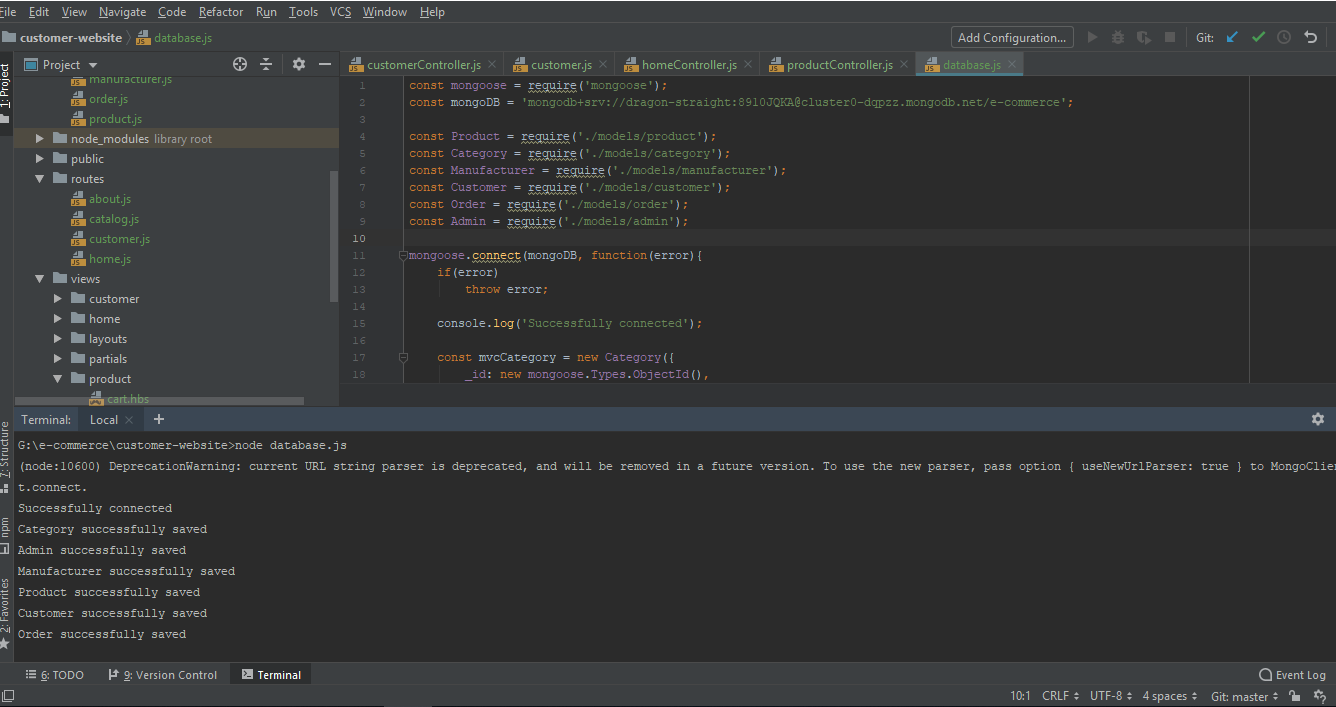 File Edit View Navigate Code Refactor Run Tools VCS Window Help
customer-website database.js Add Configuration... Git:
1: Project
Project
customerController.js customer.js homeController.js productController.js database.js
manufacturer.js
order.js
product.js
node_modules library root
public
routes
about.js
catalog.js
customer.js
home.js
views
customer
home
layouts
partials
product
cart.hbs
1 const mongoose = require('mongoose');
2 const mongoDB = 'mongodb+srv://dragon-straight:8910JQKA@cluster0-dqpzz.mongodb.net/e-commerce';
3
4 const Product = require('./models/product');
5 const Category = require('./models/category');
6 const Manufacturer = require('./models/manufacturer');
7 const Customer = require('./models/customer');
8 const Order = require('./models/order');
9 const Admin = require('./models/admin');
10
11 mongoose.connect(mongoDB, function(error){
12 if(error)
13 throw error;
14
15 console.log('Successfully connected');
16
17 const mvcCategory = new Category({
18 _id: new mongoose.Types.ObjectId(),
Terminal: Local +
7: Structure
npm
2: Favorites
G:\e-commerce\customer-website>node database.js
(node:10600) DeprecationWarning: current URL string parser is deprecated, and will be removed in a future version. To use the new parser, pass option { useNewUrlParser: true } to MongoClien
t.connect.
Successfully connected
Category successfully saved
Admin successfully saved
Manufacturer successfully saved
Product successfully saved
Customer successfully saved
Order successfully saved
6: TODO 9: Version Control Terminal Event Log
10:1 CRLF UTF-8 4 spaces Git: master